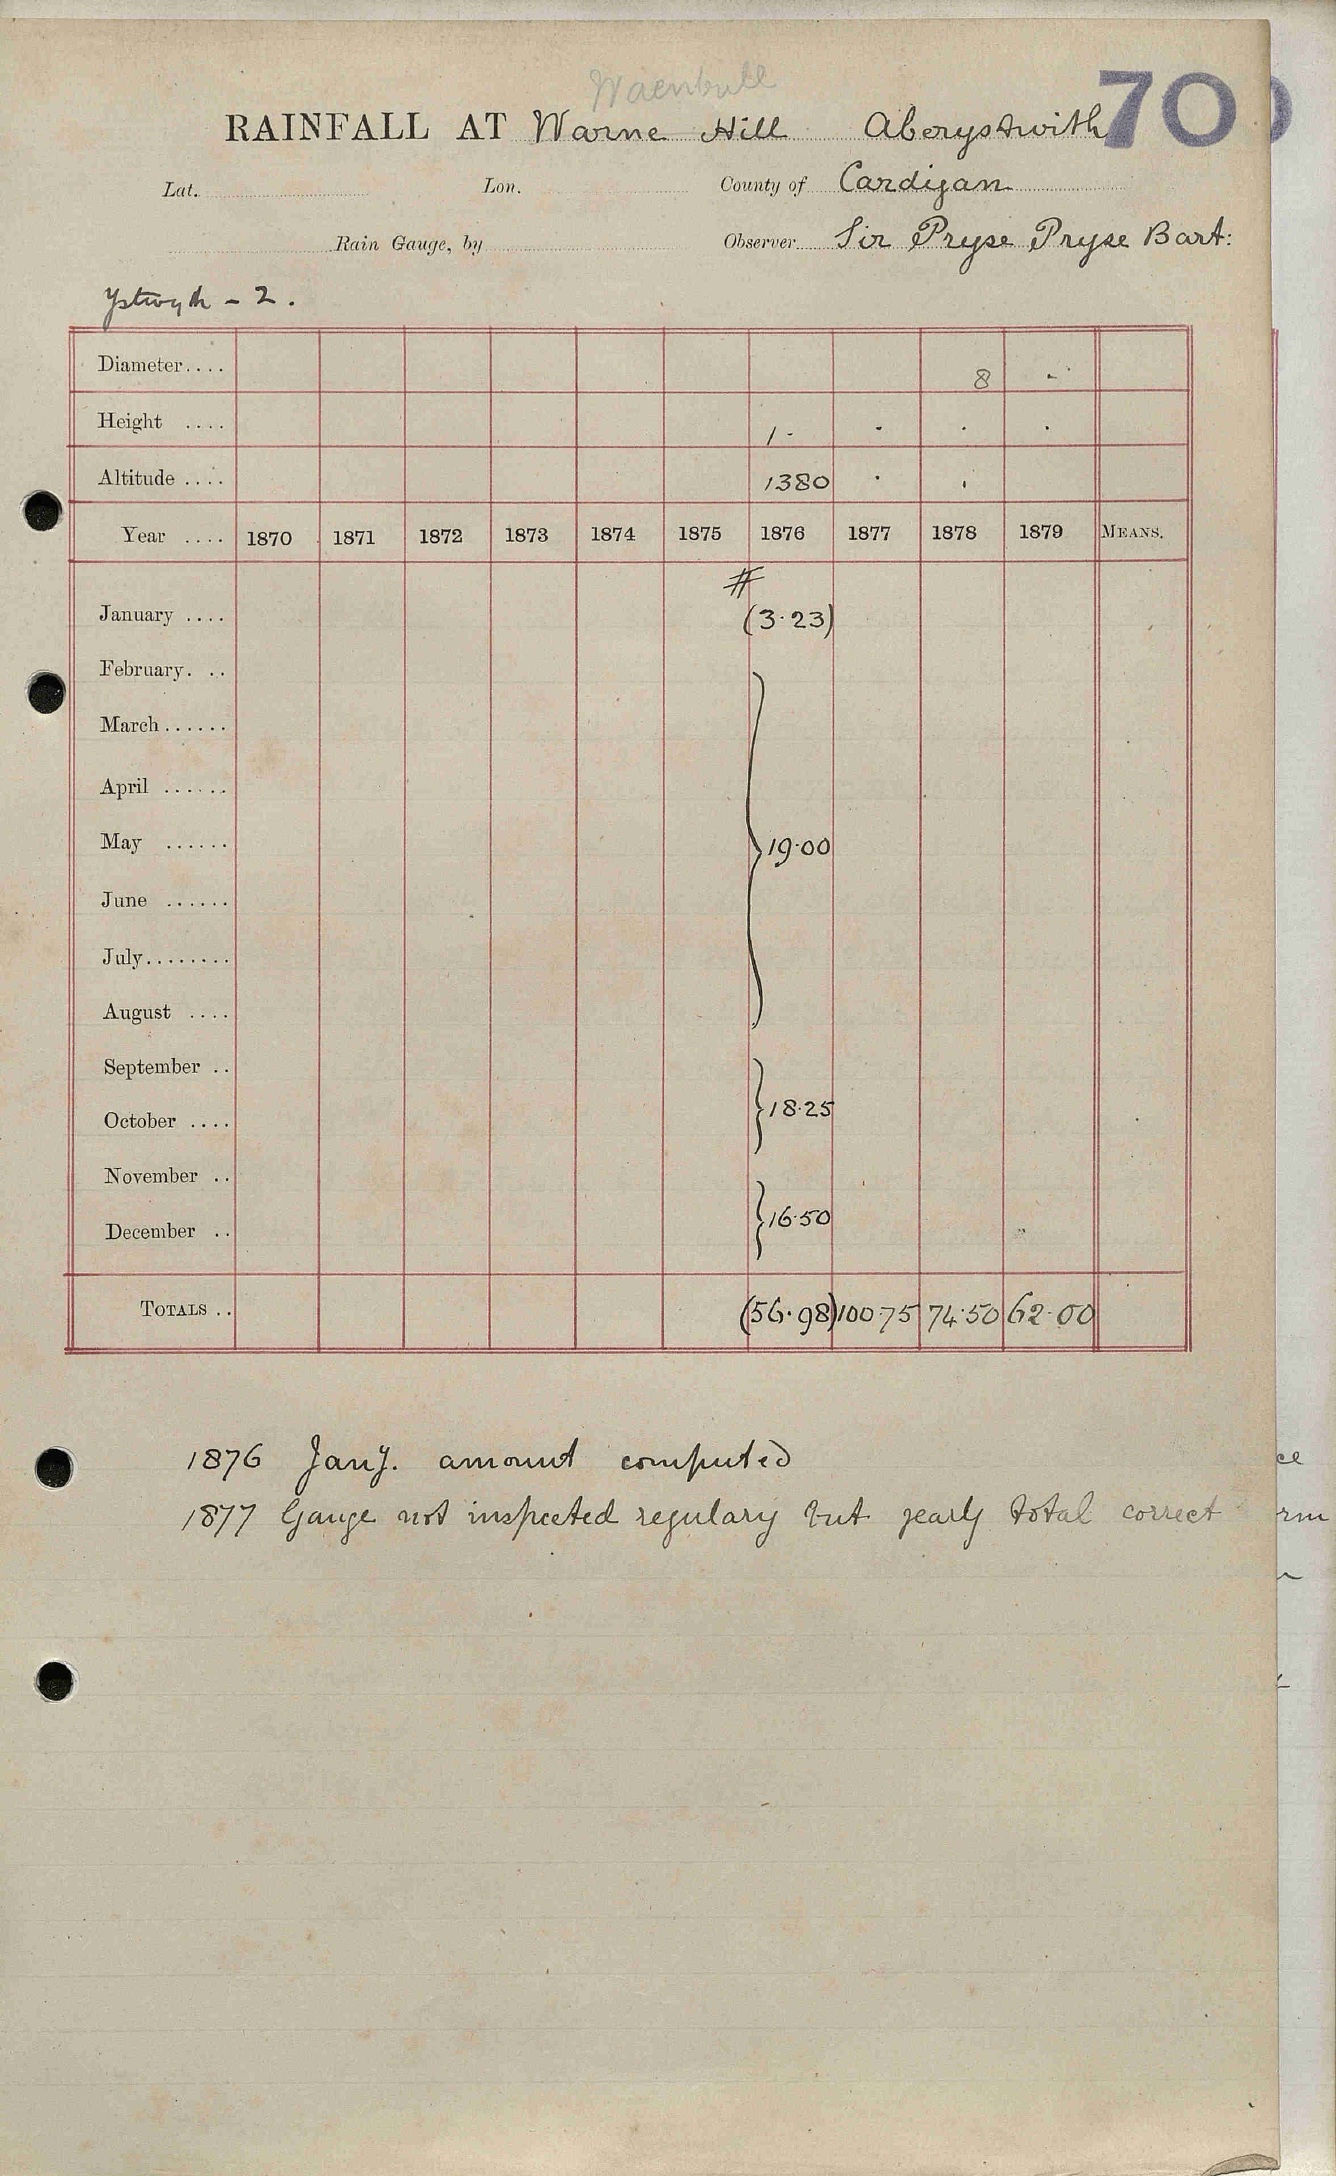 Waenbull
70
RAINFALL AT Warne Hill Aberystwith
Lat. Lon. County of Cardigan
Rain Gauge, by Observer Sir Pryse Pryse Bart:
Ystwyth - 2.
Diameter.... 8 -
Height .... 1- . . .
Altitude .... 1380 . .
Year .... 1870 1871 1872 1873 1874 1875 1876 1877 1878 1879 MEANS.
#
January .... (3.23)
February. ..
March......
April ......
May ...... } 19.00
June ......
July........
August ....
September ..
October .... } 18.25
November ..
December .. } 16.50
TOTALS .. (56.98) 100.75 74.50 62.00
1876 Jany. amount computed
1877 Gauge not inspected regulary but yearly total correct